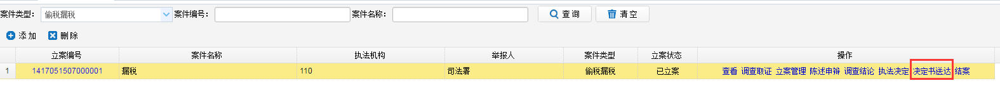 案件类型： 偷税漏税 案件编号： 案件名称： 查询 清空
添加 删除
立案编号 案件名称 执法机构 举报人 案件类型 立案状态 操作
1 1417051507000001 漏税 110 司法署 偷税漏税 已立案 查看 调查取证 立案管理 陈述申辩 调查结论 执法决定 决定书送达 结案